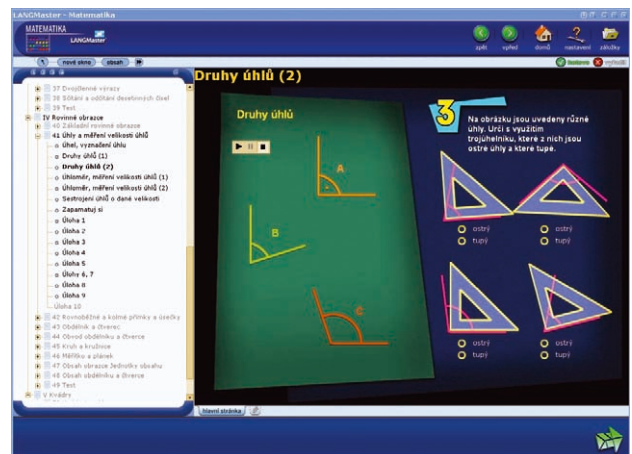 LANGMaster - Matematika
MATEMATIKA
LANGMaster
zpět
vpřed
domů
nastavení
záložky
nové okno
obsah
Druhy úhlů (2)
37 Dvojčlenné výrazy
38 Sčítání a odčítání desetinných čísel
39 Test
IV Rovinné obrazce
40 Základní rovinné obrazce
41 Úhly a měření velikosti úhlů
Úhel, vyznačení úhlu
Druhy úhlů (1)
Druhy úhlů (2)
Úhloměr, měření velikosti úhlů (1)
Úhloměr, měření velikosti úhlů (2)
Sestrojení úhlů o dané velikosti
Zapamatuj si
Úloha 1
Úloha 2
Úloha 3
Úloha 4
Úloha 5
Úlohy 6, 7
Úloha 8
Úloha 9
Úloha 10
42 Rovnoběžné a kolmé přímky a úsečky
43 Obdélník a čtverec
44 Obvod obdélníku a čtverce
45 Kruh a kružnice
46 Měřítko a plánek
47 Obsah obrazce Jednotky obsahu
48 Obsah obdélníku a čtverce
49 Test
V Kvádry
Druhy úhlů
A
B
C
3
Na obrázku jsou uvedeny různé
úhly. Urči s využitím
trojúhelníku, které z nich jsou
ostré úhly a které tupé.
ostrý
tupý
ostrý
tupý
ostrý
tupý
ostrý
tupý
hlavní stránka